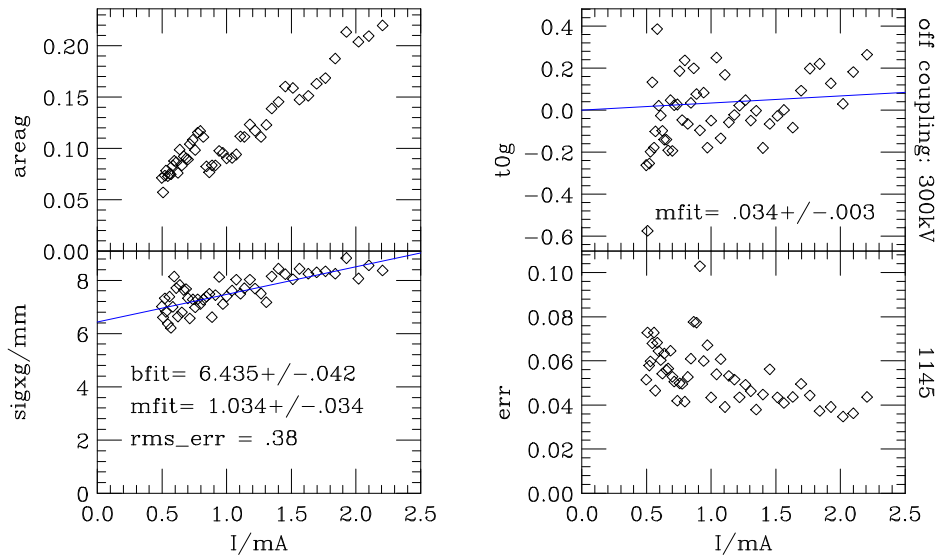 0.20
0.15
0.10
0.05
0.00
areag
0.4
0.2
0.0
−0.2
−0.4
−0.6
t0g
mfit= .034+/−.003
off coupling: 300kV
8
6
4
2
0
sigxg/mm
bfit= 6.435+/−.042
mfit= 1.034+/−.034
rms_err = .38
0.0 0.5 1.0 1.5 2.0 2.5
I/mA
0.10
0.08
0.06
0.04
0.02
0.00
err
1145
0.0 0.5 1.0 1.5 2.0 2.5
I/mA